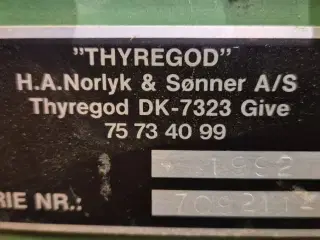 "THYREGOD"
H.A.Norlyk & Sønner A/S
Thyregod DK-7323 Give
75 73 40 99
RIE NR.: